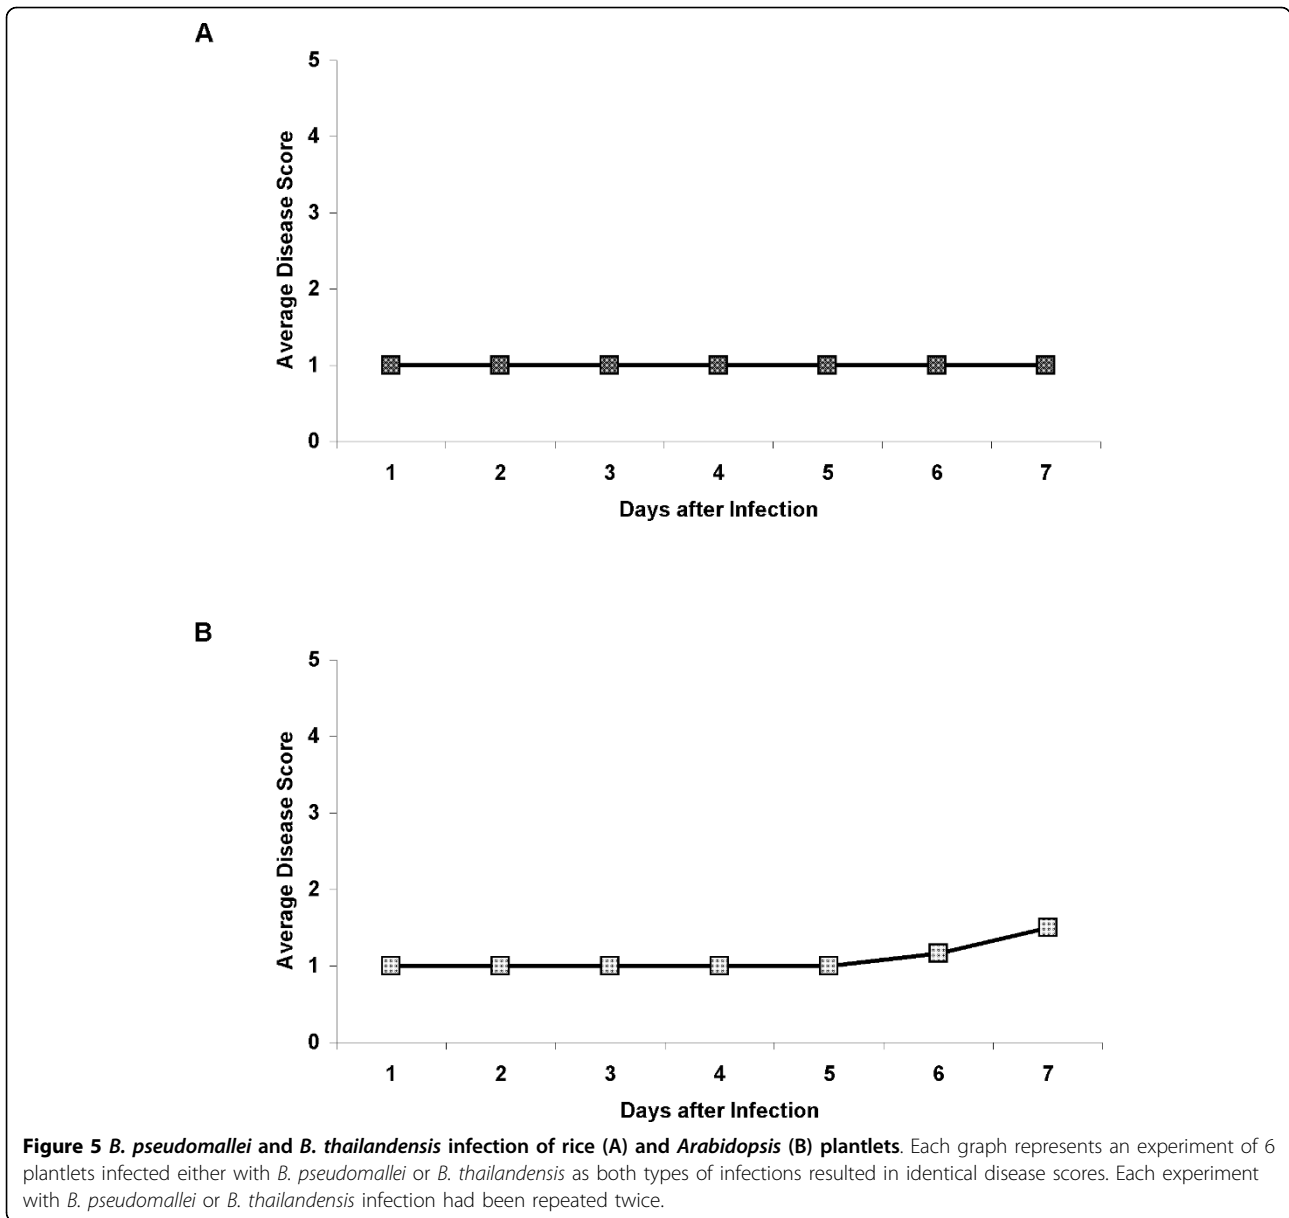 A
5
4
3
2
1
0
Average Disease Score
1 2 3 4 5 6 7
Days after Infection
B
5
4
3
2
1
0
Average Disease Score
1 2 3 4 5 6 7
Days after Infection
Figure 5 B. pseudomallei and B. thailandensis infection of rice (A) and Arabidopsis (B) plantlets. Each graph represents an experiment of 6
plantlets infected either with B. pseudomallei or B. thailandensis as both types of infections resulted in identical disease scores. Each experiment
with B. pseudomallei or B. thailandensis infection had been repeated twice.